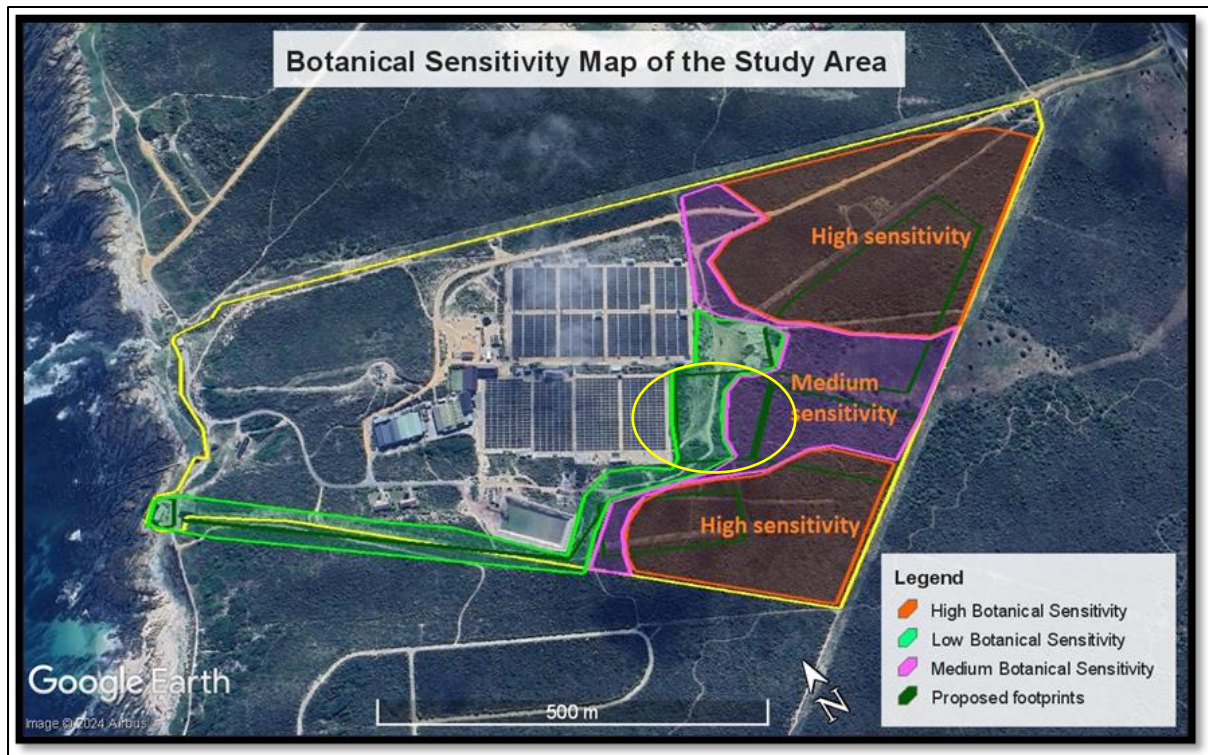 Botanical Sensitivity Map of the Study Area
High sensitivity
Medium
sensitivity
High sensitivity
Legend
High Botanical Sensitivity
Low Botanical Sensitivity
Medium Botanical Sensitivity
Proposed footprints
Google Earth
Image © 2024 Airbus
500 m
N